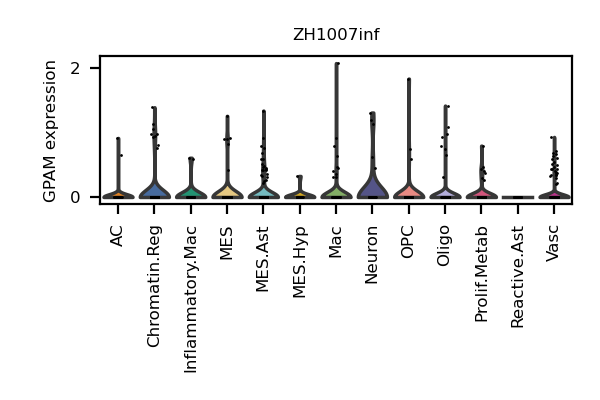 ZH1007inf
GPAM expression
2
0
AC
Chromatin.Reg
Inflammatory.Mac
MES
MES.Ast
MES.Hyp
Mac
Neuron
OPC
Oligo
Prolif.Metab
Reactive.Ast
Vasc